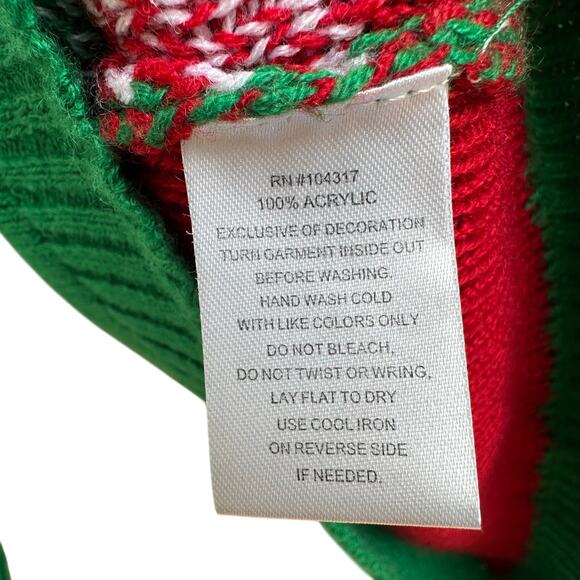 RN #104317
100% ACRYLIC
EXCLUSIVE OF DECORATION
TURN GARMENT INSIDE OUT
BEFORE WASHING.
HAND WASH COLD
WITH LIKE COLORS ONLY
DO NOT BLEACH,
DO NOT TWIST OR WRING,
LAY FLAT TO DRY
USE COOL IRON
ON REVERSE SIDE
IF NEEDED.